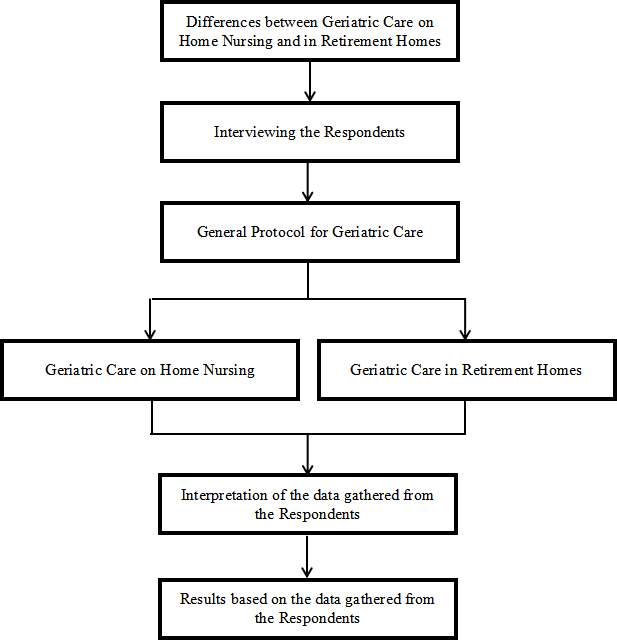 Differences between Geriatric Care on
Home Nursing and in Retirement Homes
Interviewing the Respondents
General Protocol for Geriatric Care
Geriatric Care on Home Nursing
Geriatric Care in Retirement Homes
Interpretation of the data gathered from
the Respondents
Results based on the data gathered from
the Respondents